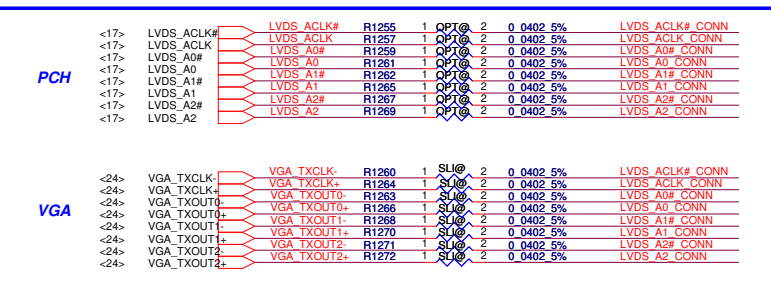 PCH
<17> LVDS_ACLK# LVDS_ACLK# R1255 1 OPT@ 2 0_0402_5% LVDS_ACLK#_CONN
<17> LVDS_ACLK LVDS_ACLK R1257 1 OPT@ 2 0_0402_5% LVDS_ACLK_CONN
<17> LVDS_A0# LVDS_A0# R1259 1 OPT@ 2 0_0402_5% LVDS_A0#_CONN
<17> LVDS_A0 LVDS_A0 R1261 1 OPT@ 2 0_0402_5% LVDS_A0_CONN
<17> LVDS_A1# LVDS_A1# R1262 1 OPT@ 2 0_0402_5% LVDS_A1#_CONN
<17> LVDS_A1 LVDS_A1 R1265 1 OPT@ 2 0_0402_5% LVDS_A1_CONN
<17> LVDS_A2# LVDS_A2# R1267 1 OPT@ 2 0_0402_5% LVDS_A2#_CONN
<17> LVDS_A2 LVDS_A2 R1269 1 OPT@ 2 0_0402_5% LVDS_A2_CONN
VGA
<24> VGA_TXCLK- VGA_TXCLK- R1260 1 SLI@ 2 0_0402_5% LVDS_ACLK#_CONN
<24> VGA_TXCLK+ VGA_TXCLK+ R1264 1 SLI@ 2 0_0402_5% LVDS_ACLK_CONN
<24> VGA_TXOUT0- VGA_TXOUT0- R1263 1 SLI@ 2 0_0402_5% LVDS_A0#_CONN
<24> VGA_TXOUT0+ VGA_TXOUT0+ R1266 1 SLI@ 2 0_0402_5% LVDS_A0_CONN
<24> VGA_TXOUT1- VGA_TXOUT1- R1268 1 SLI@ 2 0_0402_5% LVDS_A1#_CONN
<24> VGA_TXOUT1+ VGA_TXOUT1+ R1270 1 SLI@ 2 0_0402_5% LVDS_A1_CONN
<24> VGA_TXOUT2- VGA_TXOUT2- R1271 1 SLI@ 2 0_0402_5% LVDS_A2#_CONN
<24> VGA_TXOUT2+ VGA_TXOUT2+ R1272 1 SLI@ 2 0_0402_5% LVDS_A2_CONN